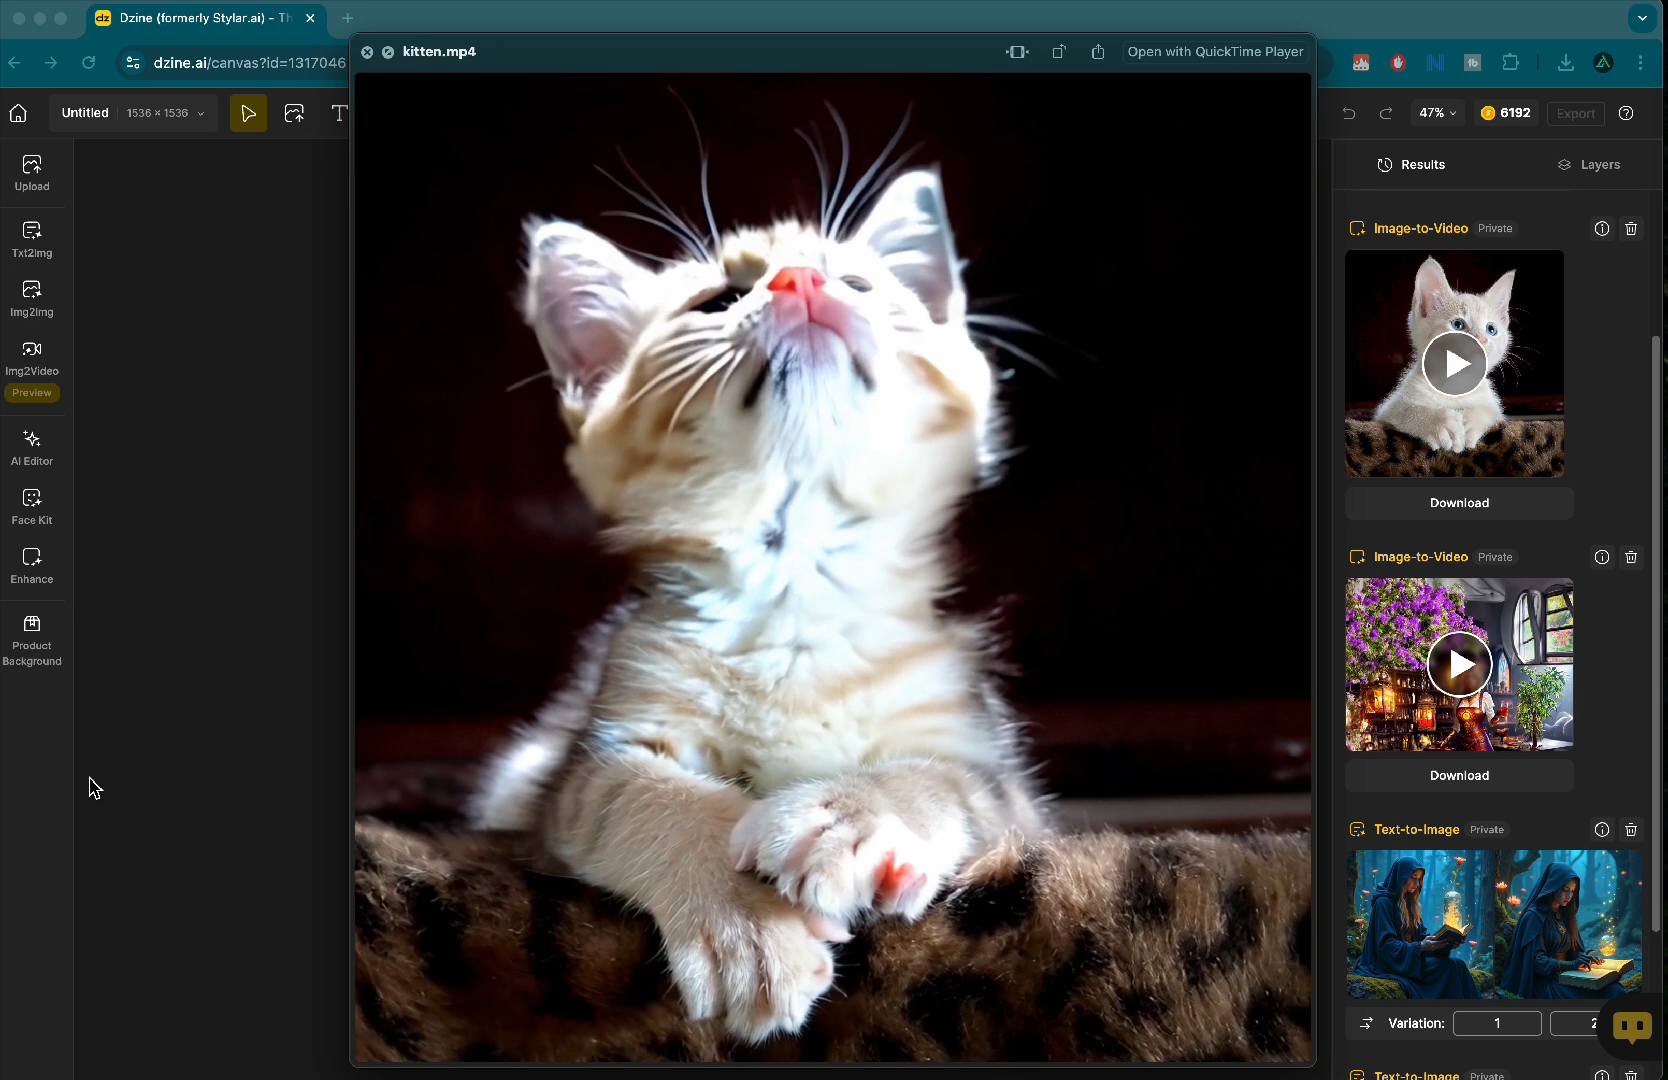 Dzine (formerly Stylar.ai) - Th
dzine.ai/canvas?id=1317046
kitten.mp4
Open with QuickTime Player
Untitled
1536 × 1536
47%
6192
Export
Upload
Txt2Img
Img2Img
Img2Video
Preview
AI Editor
Face Kit
Enhance
Product
Background
Results
Layers
Image-to-Video Private
Download
Image-to-Video Private
Download
Text-to-Image Private
Variation: 1 2
Text-to-Image Private